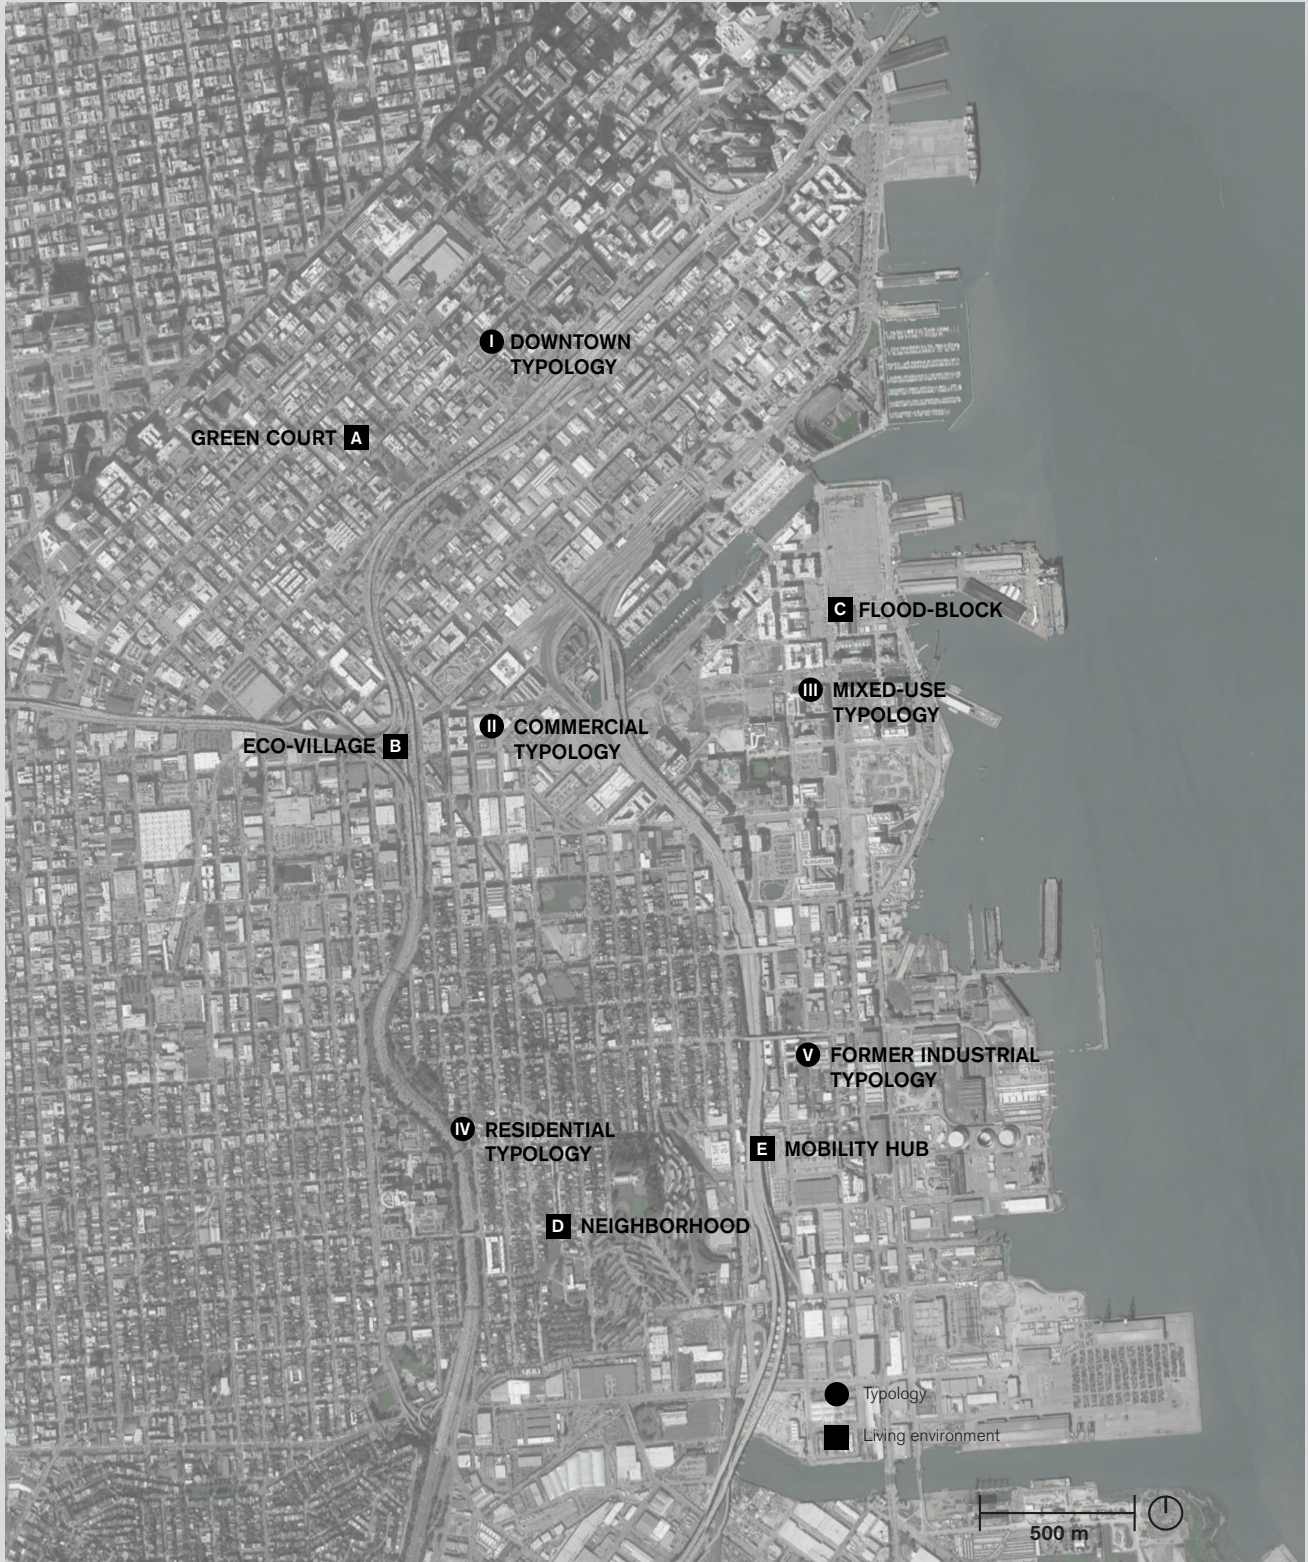 I DOWNTOWN
TYPOLOGY
GREEN COURT A
C FLOOD-BLOCK
III MIXED-USE
TYPOLOGY
II COMMERCIAL
TYPOLOGY
ECO-VILLAGE B
V FORMER INDUSTRIAL
TYPOLOGY
IV RESIDENTIAL
TYPOLOGY
E MOBILITY HUB
D NEIGHBORHOOD
Typology
Living environment
500 m